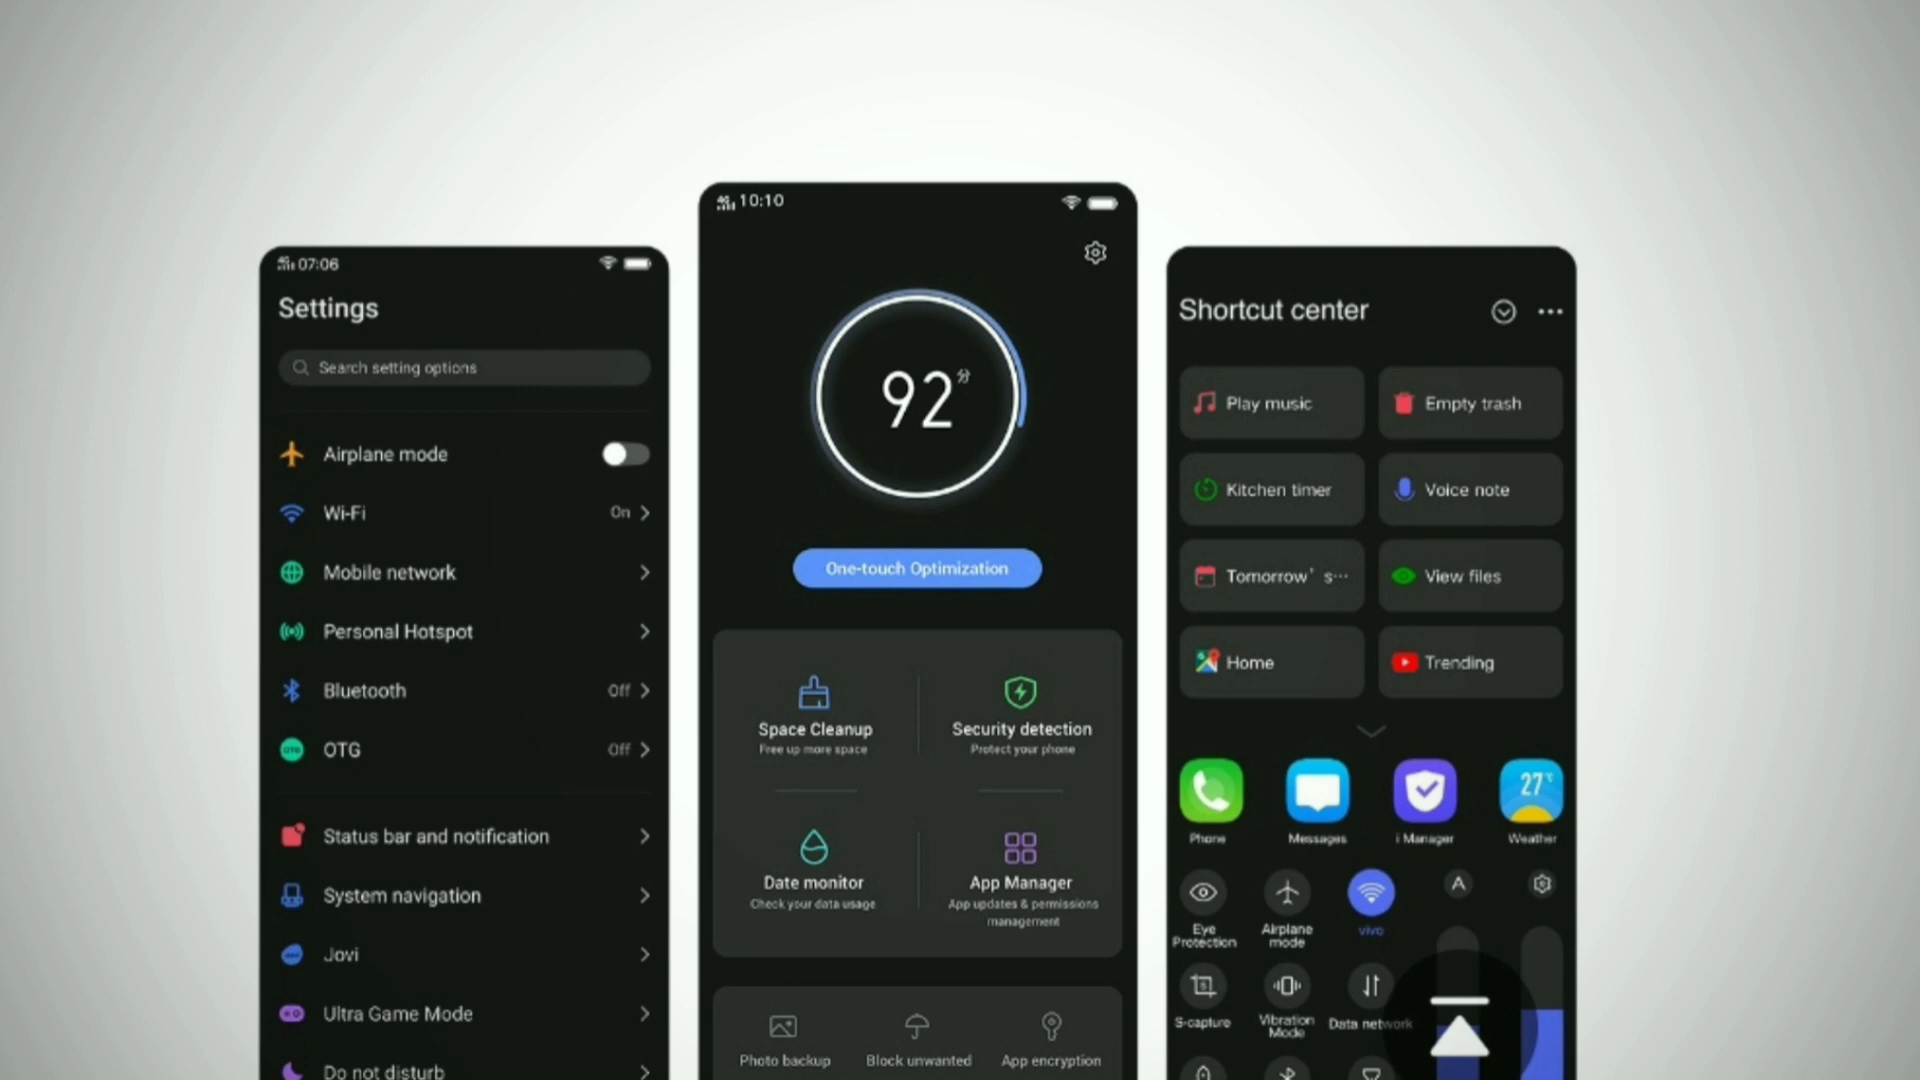 07:06
Settings
Search setting options
Airplane mode
Wi-Fi
On
Mobile network
Personal Hotspot
Bluetooth
Off
OTG
Off
Status bar and notification
System navigation
Jovi
Ultra Game Mode
Do not disturb
10:10
92分
One-touch Optimization
Space Cleanup
Free up more space
Security detection
Protect your phone
Date monitor
Check your data usage
App Manager
App updates & permissions
management
Photo backup
Block unwanted
App encryption
Shortcut center
Play music
Empty trash
Kitchen timer
Voice note
Tomorrow's···
View files
Home
Trending
Phone
Messages
i Manager
27°C
Weather
A
Eye
Protection
Airplane
mode
vivo
S-capture
Vibration
Mode
Data network